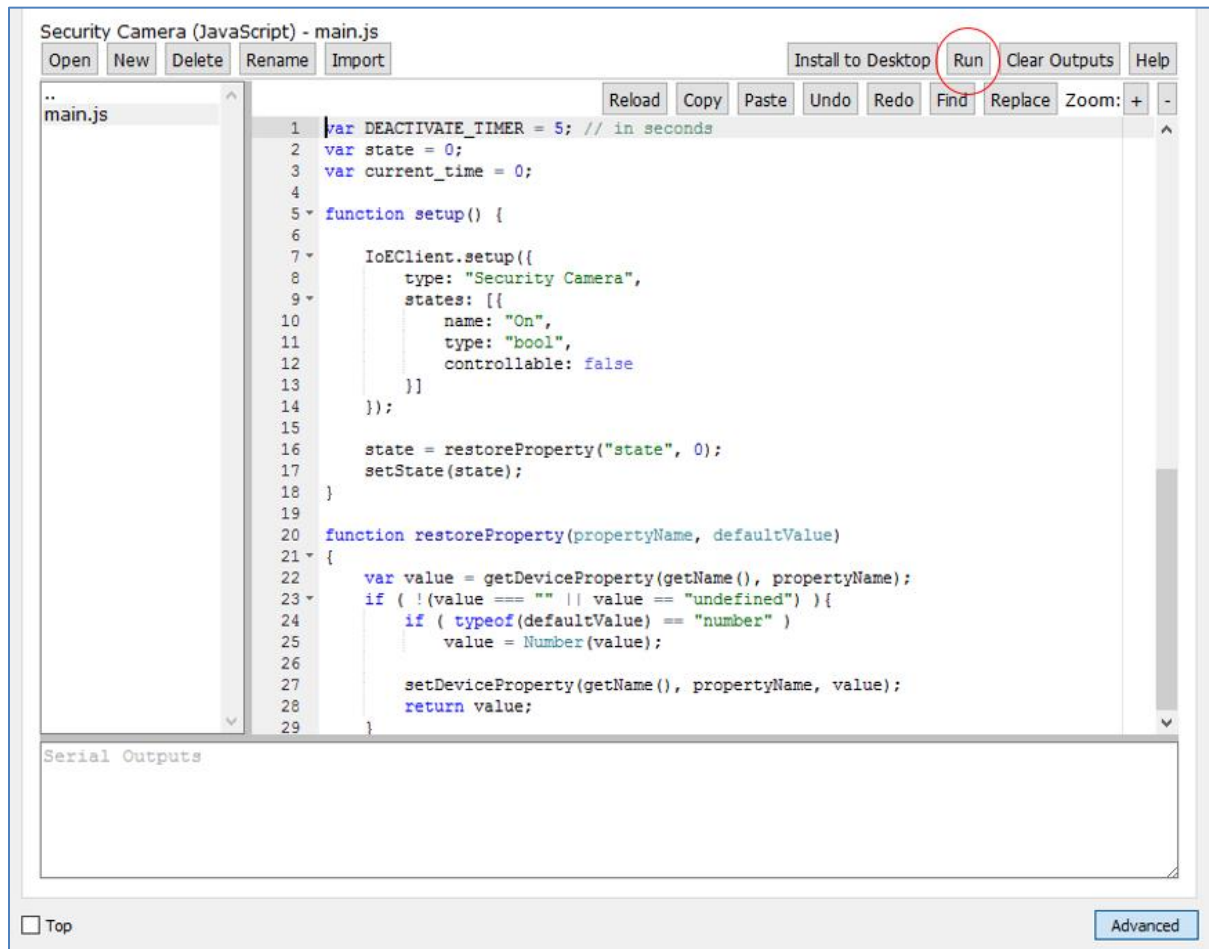 Security Camera (JavaScript) - main.js
Open New Delete Rename Import Install to Desktop Run Clear Outputs Help
..
main.js
Reload Copy Paste Undo Redo Find Replace Zoom: + -
1 var DEACTIVATE_TIMER = 5; // in seconds
2 var state = 0;
3 var current_time = 0;
4
5 function setup() {
6
7 IoEClient.setup({
8 type: "Security Camera",
9 states: [{
10 name: "On",
11 type: "bool",
12 controllable: false
13 }]
14 });
15
16 state = restoreProperty("state", 0);
17 setState(state);
18 }
19
20 function restoreProperty(propertyName, defaultValue)
21 {
22 var value = getDeviceProperty(getName(), propertyName);
23 if ( !(value === "" || value == "undefined") ){
24 if ( typeof(defaultValue) == "number" )
25 value = Number(value);
26
27 setDeviceProperty(getName(), propertyName, value);
28 return value;
29 }
Serial Outputs
Top
Advanced